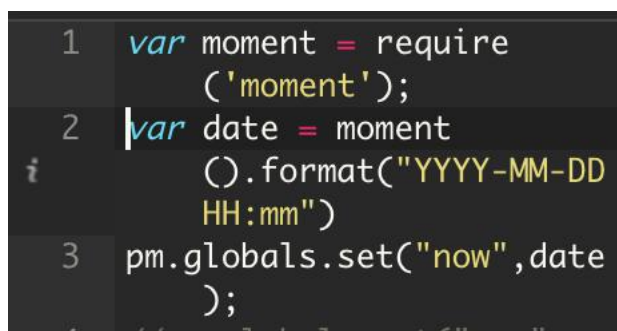 1 var moment = require
('moment');
2 var date = moment
i ().format("YYYY-MM-DD
HH:mm")
3 pm.globals.set("now",date
);